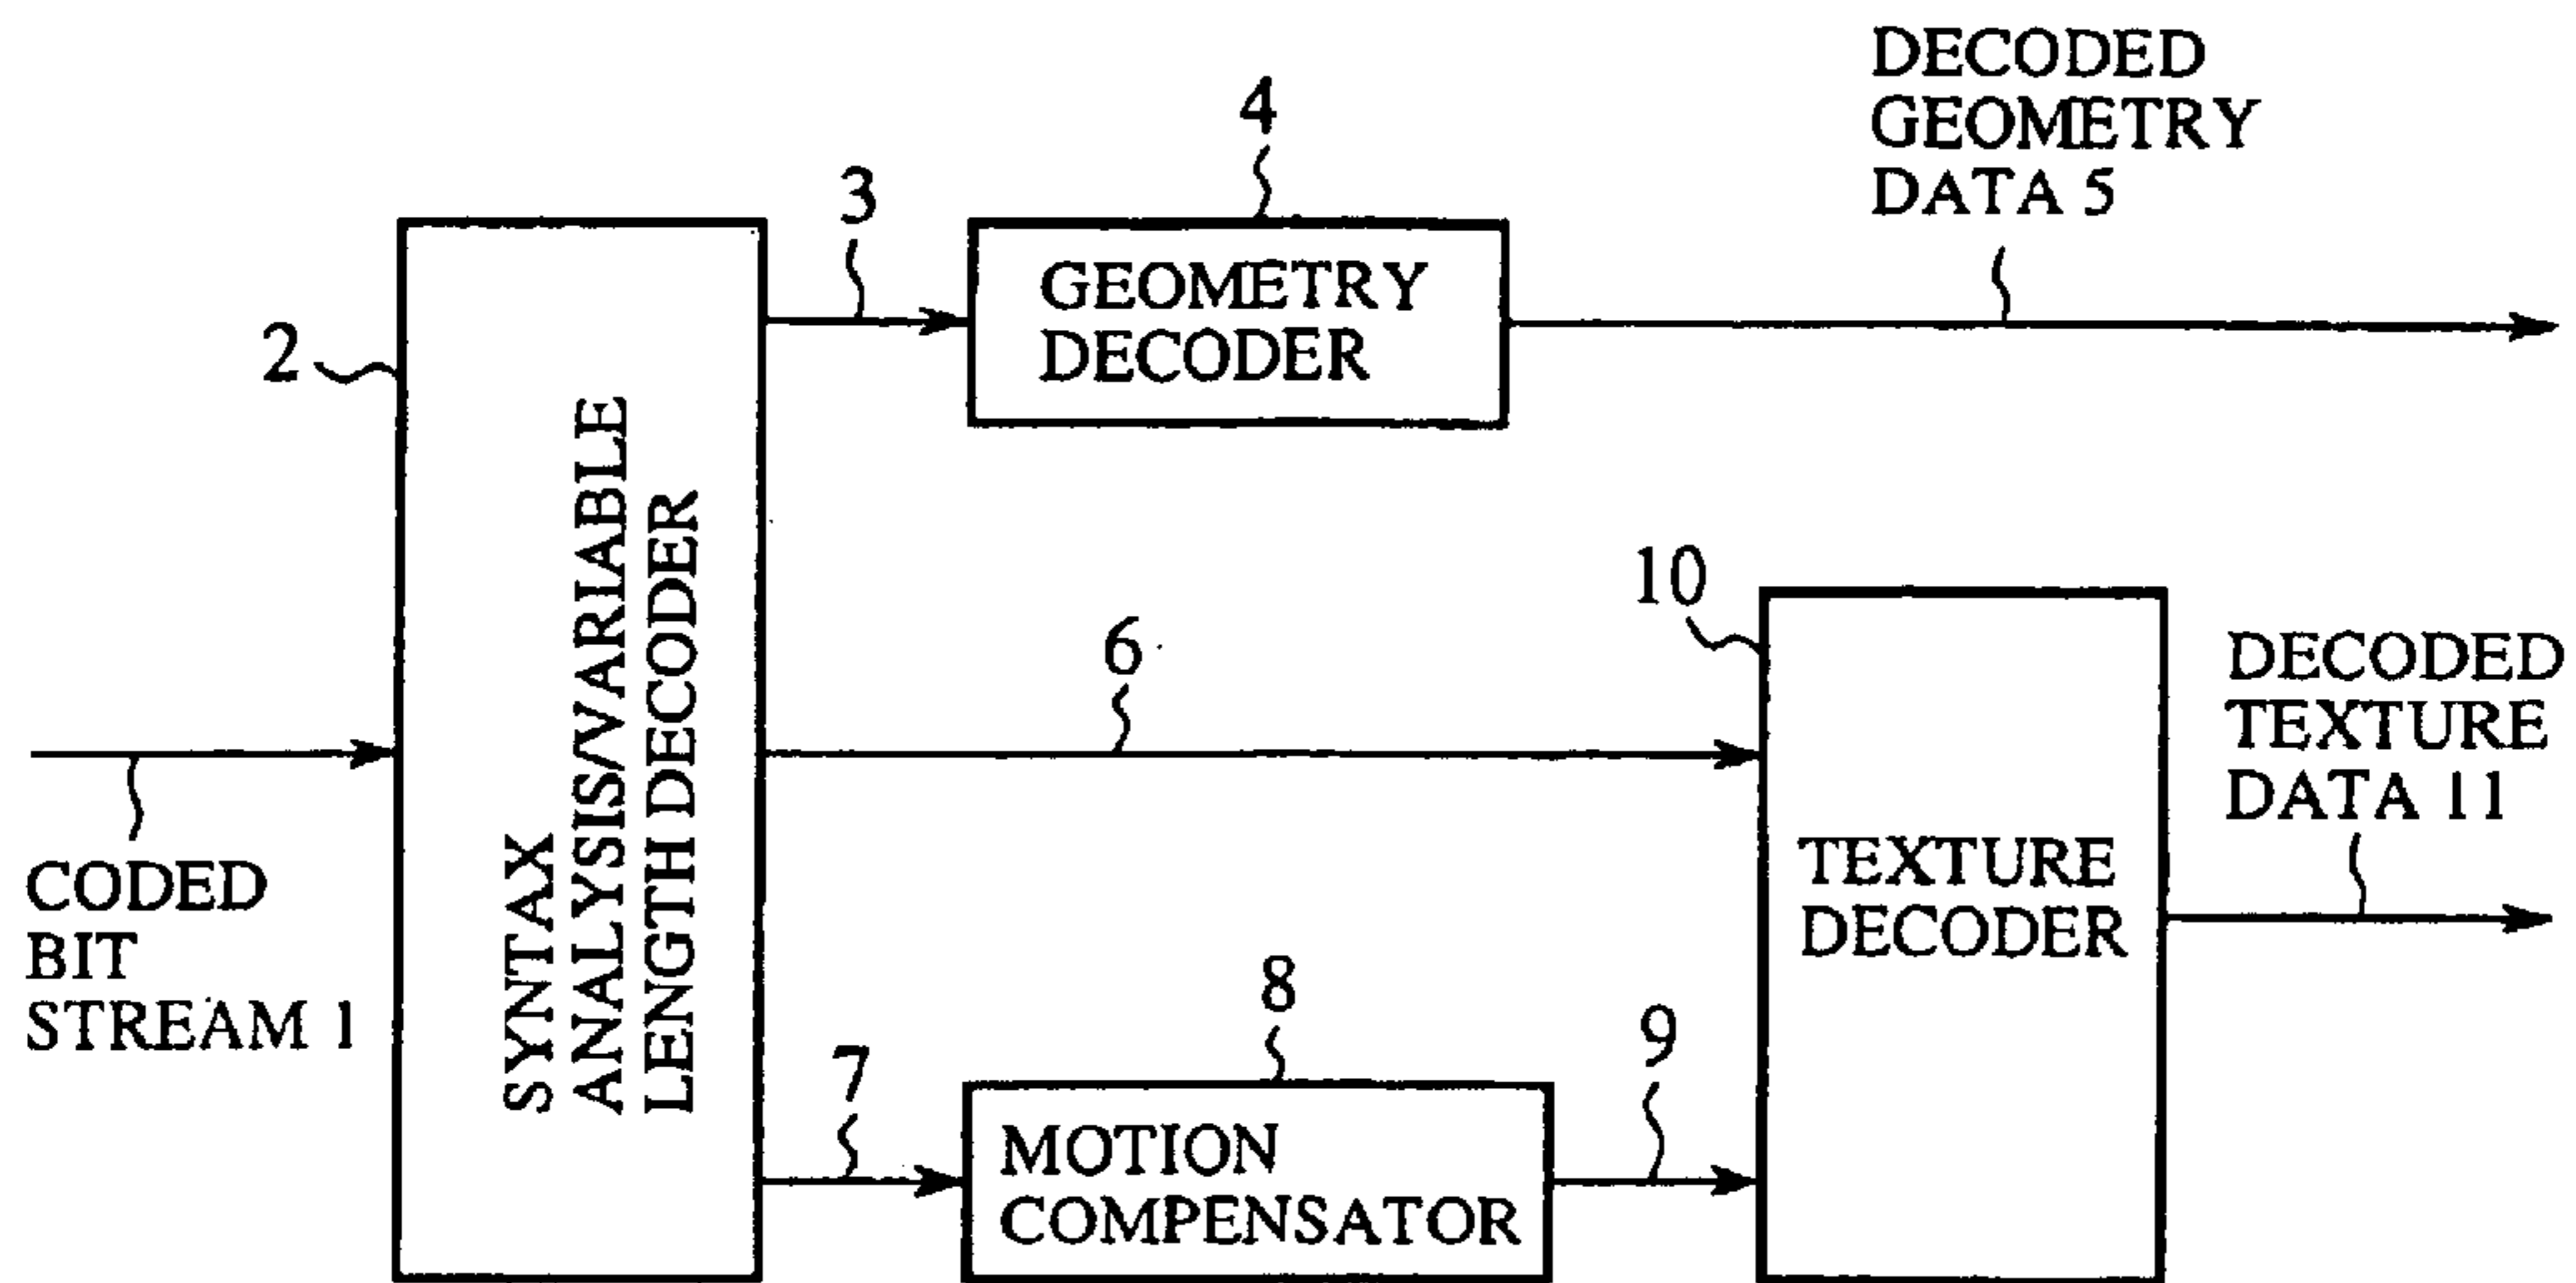 DECODED
GEOMETRY
DATA 5
4
3
GEOMETRY
DECODER
2
SYNTAX
ANALYSIS/VARIABLE
LENGTH DECODER
10
6
DECODED
TEXTURE
DATA 11
CODED
BIT
STREAM 1
TEXTURE
DECODER
8
9
7
MOTION
COMPENSATOR